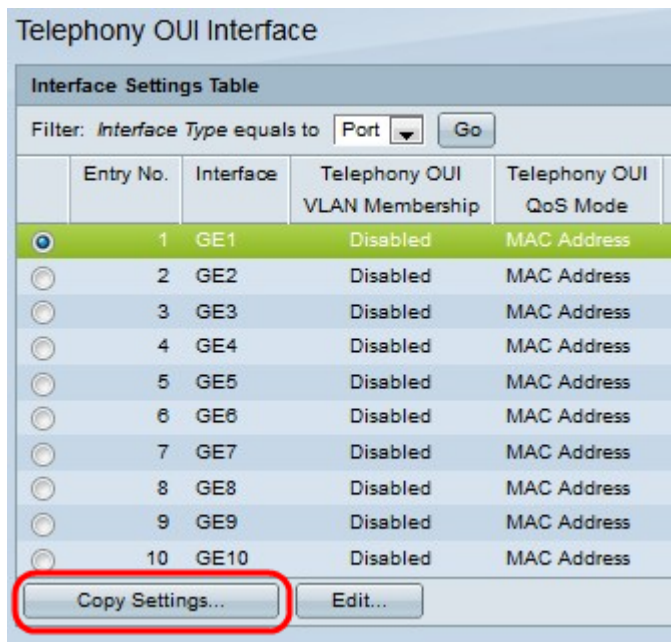 Telephony OUI Interface
Interface Settings Table
Filter: Interface Type equals to Port Go
Entry No. Interface Telephony OUI VLAN Membership Telephony OUI QoS Mode
1 GE1 Disabled MAC Address
2 GE2 Disabled MAC Address
3 GE3 Disabled MAC Address
4 GE4 Disabled MAC Address
5 GE5 Disabled MAC Address
6 GE6 Disabled MAC Address
7 GE7 Disabled MAC Address
8 GE8 Disabled MAC Address
9 GE9 Disabled MAC Address
10 GE10 Disabled MAC Address
Copy Settings... Edit...